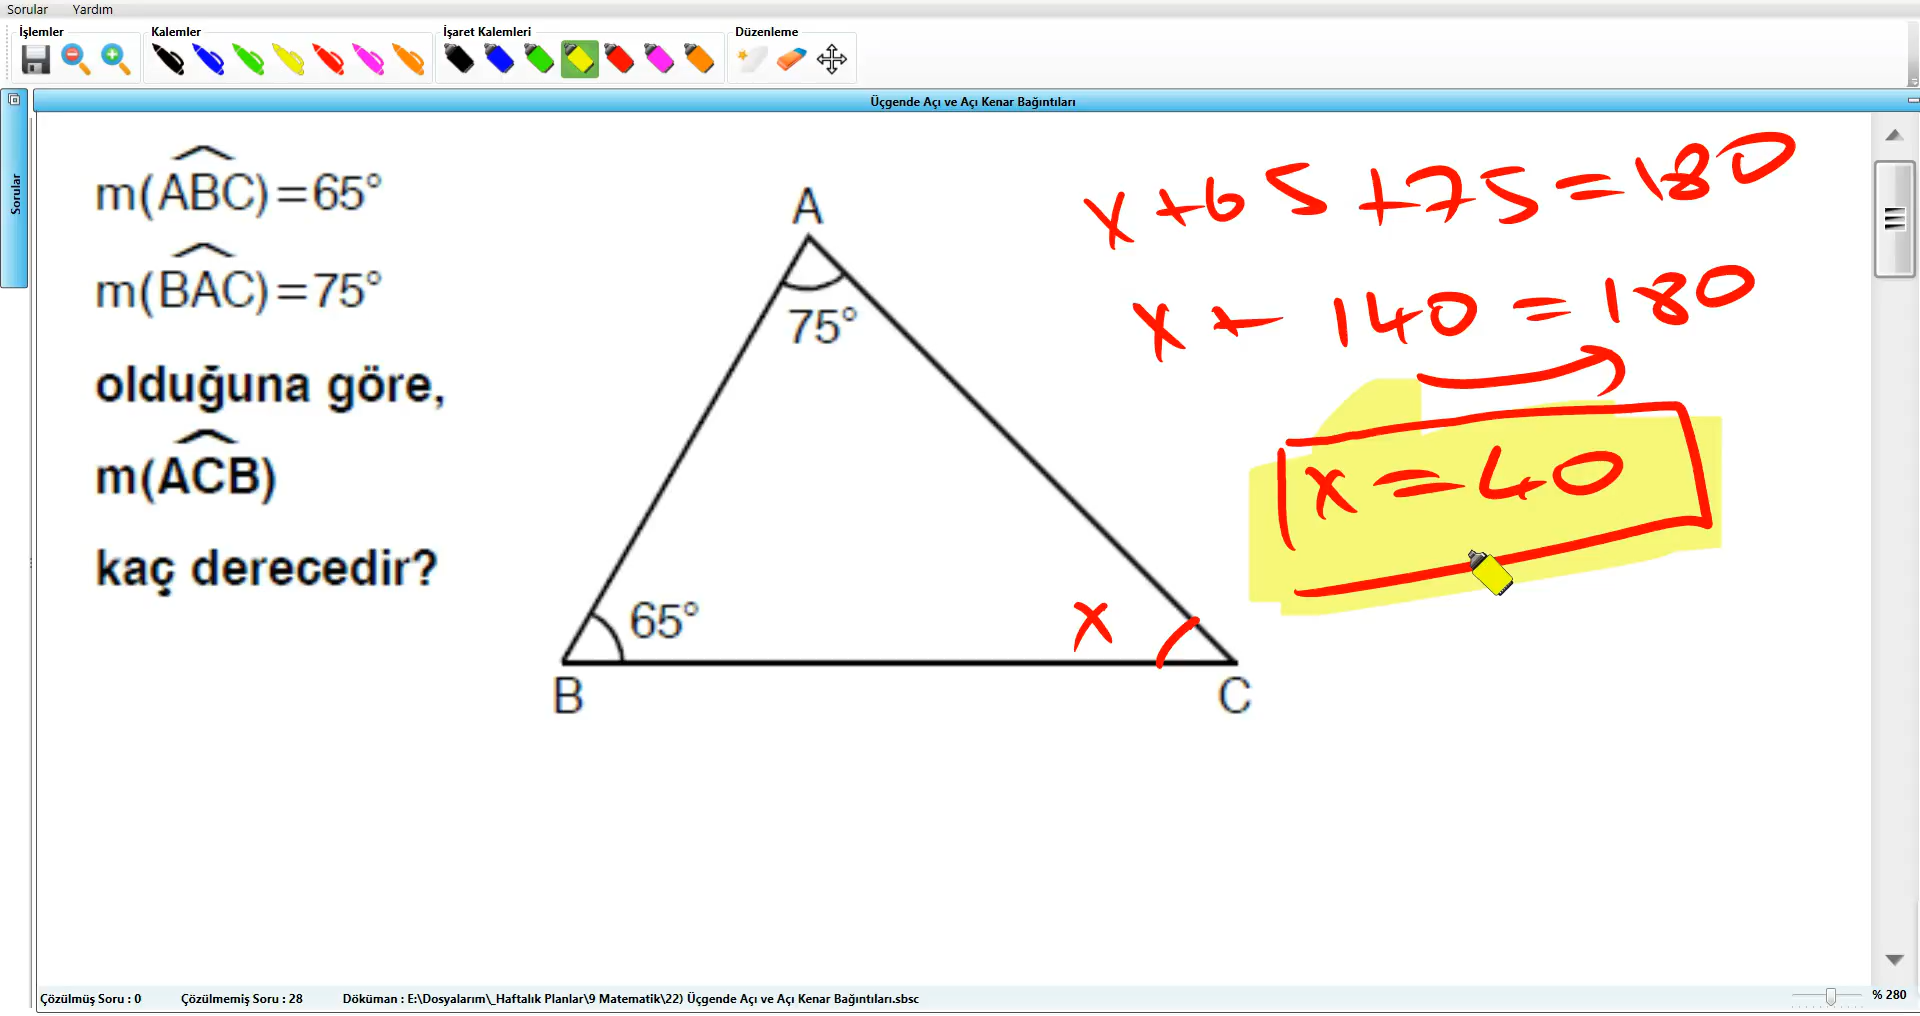 Sorular Yardım
İşlemler Kalemler İşaret Kalemleri Düzenleme
Üçgende Açı ve Açı Kenar Bağıntıları
Sorular
m(ABC)=65°
m(BAC)=75°
olduğuna göre,
m(ACB)
kaç derecedir?
A
75°
65°
x
B
C
x+65+75=180
x+140=180
x=40
Çözülmüş Soru : 0 Çözülmemiş Soru : 28 Döküman : E:\Dosyalarım\_Haftalık Planlar\9 Matematik\22) Üçgende Açı ve Açı Kenar Bağıntıları.sbsc % 280